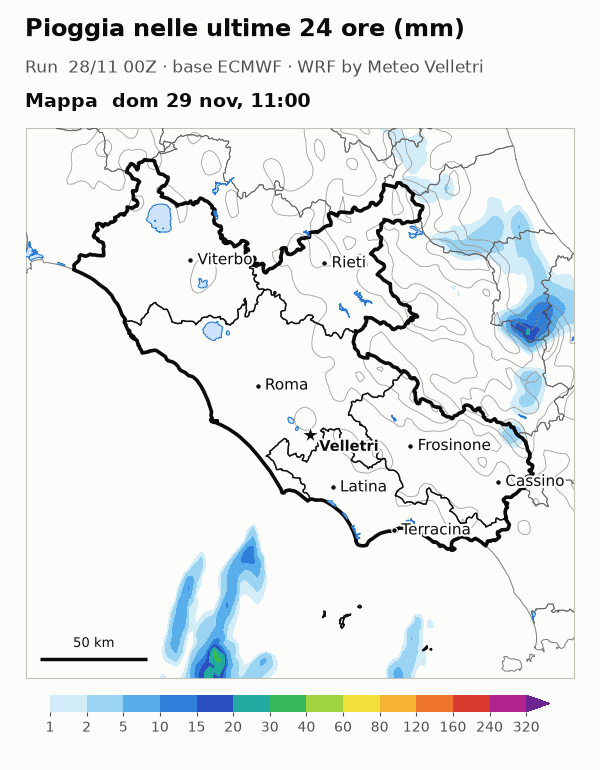 Pioggia nelle ultime 24 ore (mm)
Run 28/11 00Z · base ECMWF · WRF by Meteo Velletri
Mappa dom 29 nov, 11:00
Viterbo
Rieti
Roma
Velletri
Frosinone
Latina
Cassino
Terracina
50 km
1 2 5 10 15 20 30 40 60 80 120 160 240 320